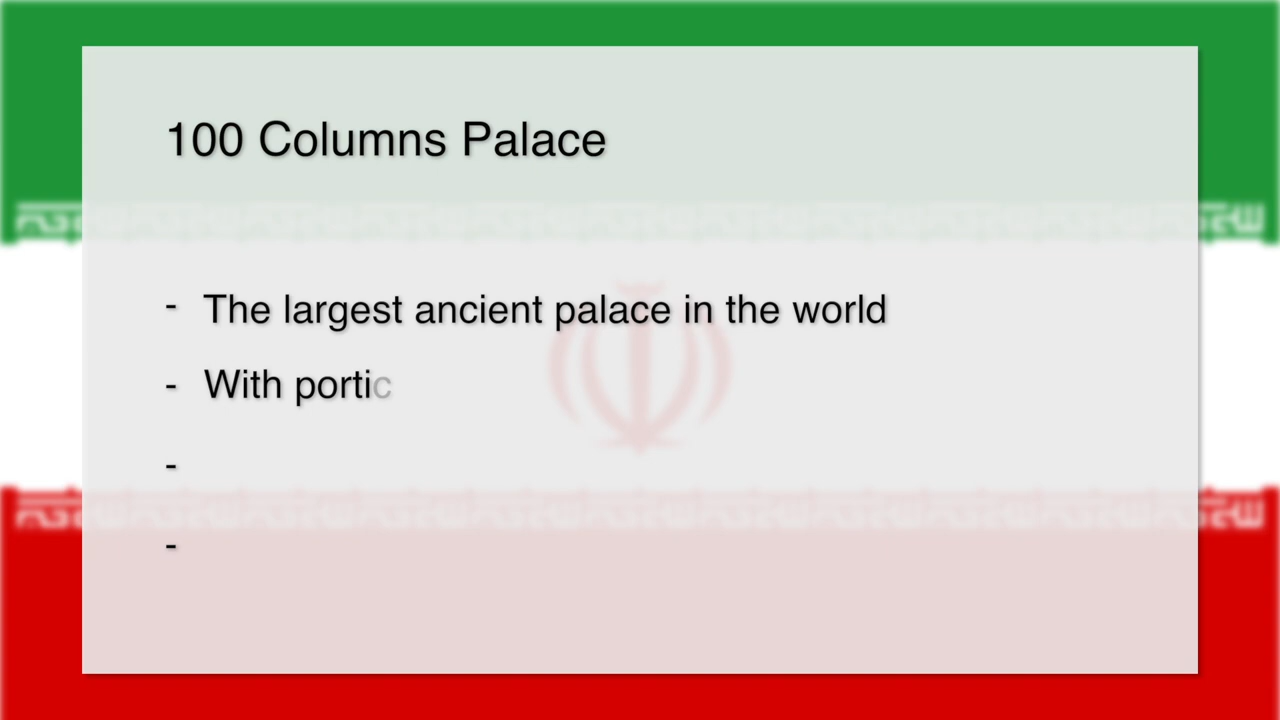 100 Columns Palace
- The largest ancient palace in the world
- With portic
-
-